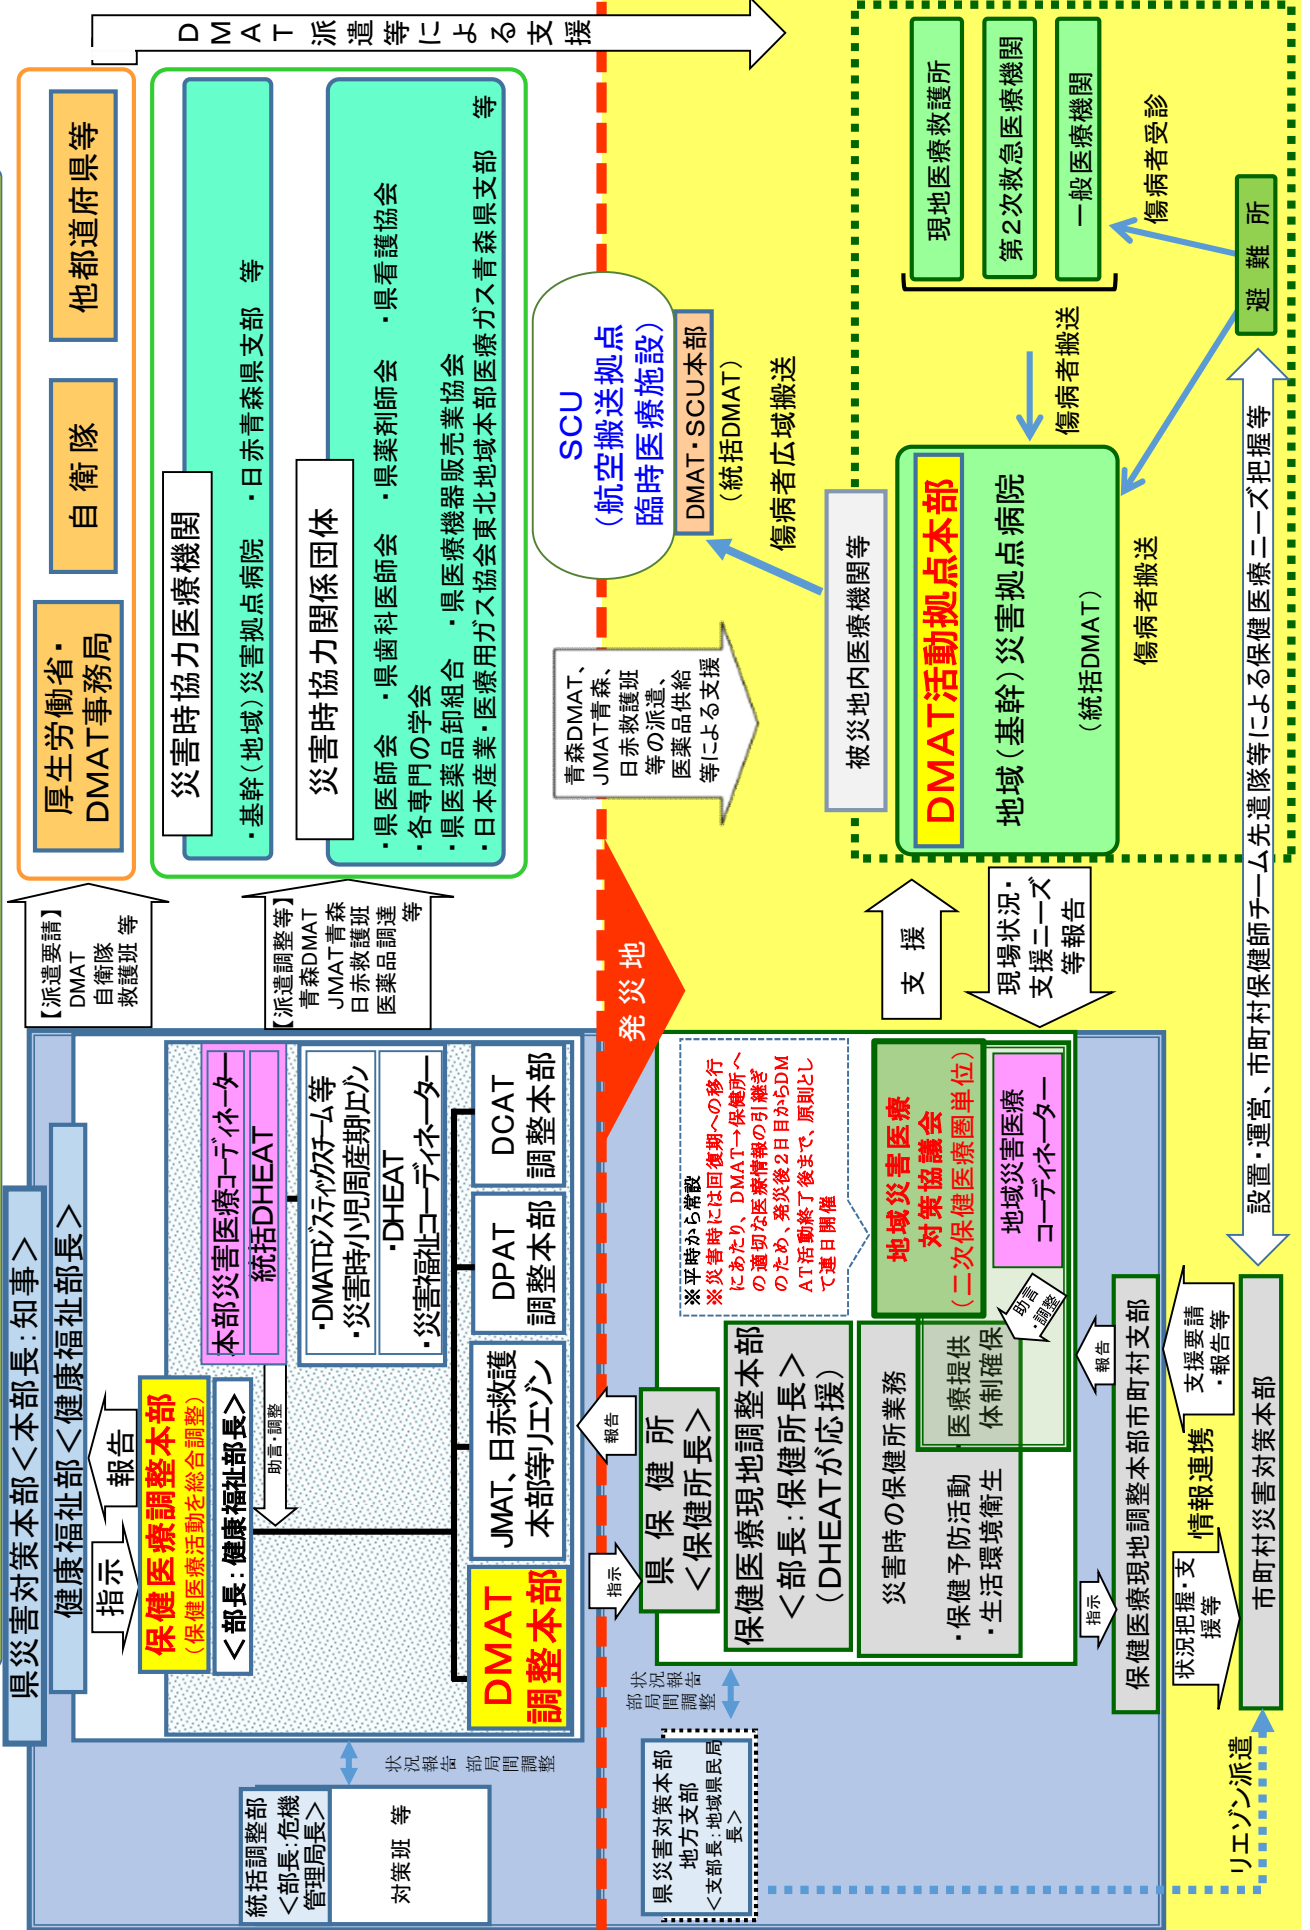 県災害対策本部＜本部長：知事＞
健康福祉部＜健康福祉部長＞
指示
報告
保健医療調整本部
（保健医療活動を総合調整）
＜部長：健康福祉部長＞
助言・調整
本部災害医療コーディネーター
統括DHEAT
・DMATロジスティックスチーム等
・災害時小児周産期リエゾン
・DHEAT
・災害福祉コーディネーター
DMAT
調整本部
JMAT、日赤救護
本部等リエゾン
DPAT
調整本部
DCAT
調整本部
統括調整部
＜部長：危機
管理局長＞
対策班　等
状況報告
部局間調整
【派遣要請】
DMAT
自衛隊
救護班 等
【派遣調整等】
青森DMAT
JMAT青森
日赤救護班
医薬品調達
等
厚生労働省・
DMAT事務局
自 衛 隊
他都道府県等
災害時協力医療機関
・基幹（地域）災害拠点病院　・日赤青森県支部　等
災害時協力関係団体
・県医師会　・県歯科医師会　・県薬剤師会　・県看護協会
・各専門の学会
・県医薬品卸組合　・県医療機器販売業協会
・日本産業・医療用ガス協会東北地域本部医療ガス青森県支部　等
DMAT派遣等による支援
発災地
青森DMAT、
JMAT青森、
日赤救護班
等の派遣、
医薬品供給
等による支援
SCU
（航空搬送拠点
臨時医療施設）
DMAT・SCU本部
（統括DMAT）
傷病者広域搬送
指示
報告
県 保 健 所
＜保健所長＞
保健医療現地調整本部
＜部長：保健所長＞
（DHEATが応援）
災害時の保健所業務
・保健予防活動
・生活環境衛生
・医療提供
体制確保
※平時から常設
※災害時には回復期への移行
にあたり、DMAT→保健所へ
の適切な医療情報の引継ぎ
のため、発災後２日目からDM
AT活動終了後まで、原則とし
て連日開催
地域災害医療
対策協議会
（二次保健医療圏単位）
地域災害医療
コーディネーター
助言
・調整
県災害対策本部
地方支部
＜支部長：地域県民局
長＞
状況報告
部局間調整
支 援
現場状況・
支援ニーズ
等報告
被災地内医療機関等
DMAT活動拠点本部
地域（基幹）災害拠点病院
（統括DMAT）
傷病者搬送
現地医療救護所
第２次救急医療機関
一般医療機関
傷病者受診
傷病者搬送
避 難 所
指示
報告
保健医療現地調整本部市町村支部
状況把握・支
援等
情報連携
支援要請
・報告等
市町村災害対策本部
設置・運営、市町村保健師チーム先遣隊等による保健医療ニーズ把握等
リエゾン派遣